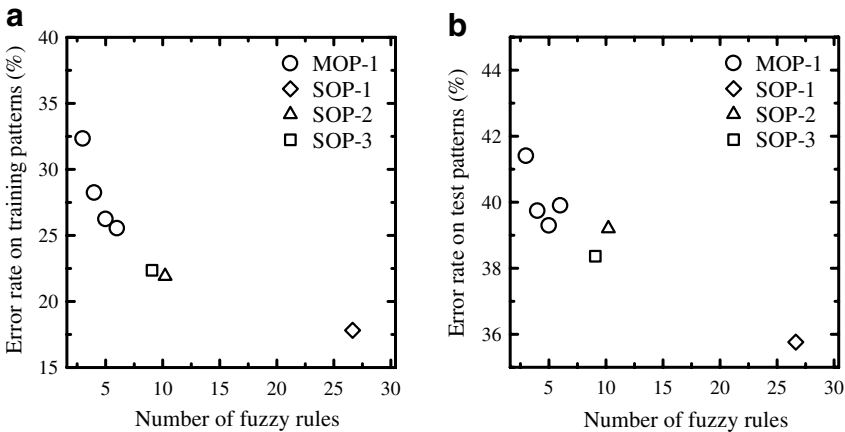 a
40
35
30
25
20
15
5
10
15
20
25
30
Error rate on training patterns (%)
Number of fuzzy rules
MOP-1
SOP-1
SOP-2
SOP-3
b
44
42
40
38
36
5
10
15
20
25
30
Error rate on test patterns (%)
Number of fuzzy rules
MOP-1
SOP-1
SOP-2
SOP-3